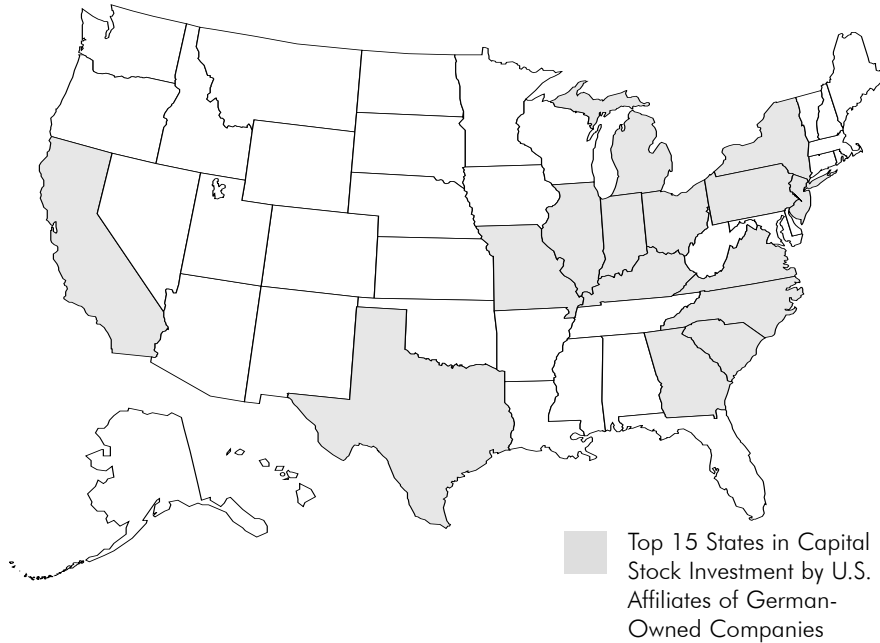 Top 15 States in Capital
Stock Investment by U.S.
Affiliates of German-
Owned Companies